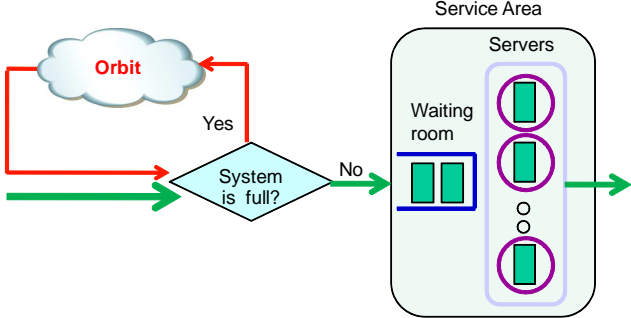 Service Area
Servers
Orbit
Waiting
room
Yes
No
System
is full?